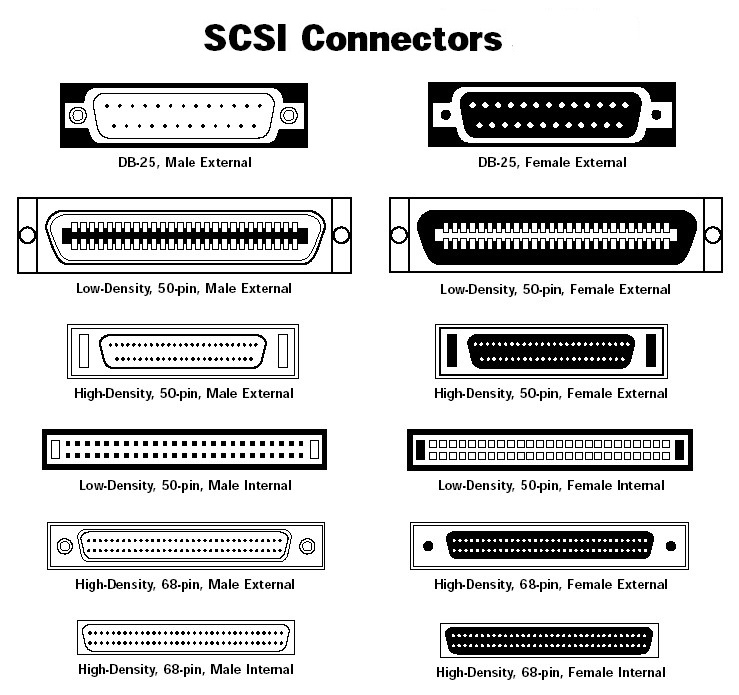 SCSI Connectors
DB-25, Male External
DB-25, Female External
Low-Density, 50-pin, Male External
Low-Density, 50-pin, Female External
High-Density, 50-pin, Male External
High-Density, 50-pin, Female External
Low-Density, 50-pin, Male Internal
Low-Density, 50-pin, Female Internal
High-Density, 68-pin, Male External
High-Density, 68-pin, Female External
High-Density, 68-pin, Male Internal
High-Density, 68-pin, Female Internal